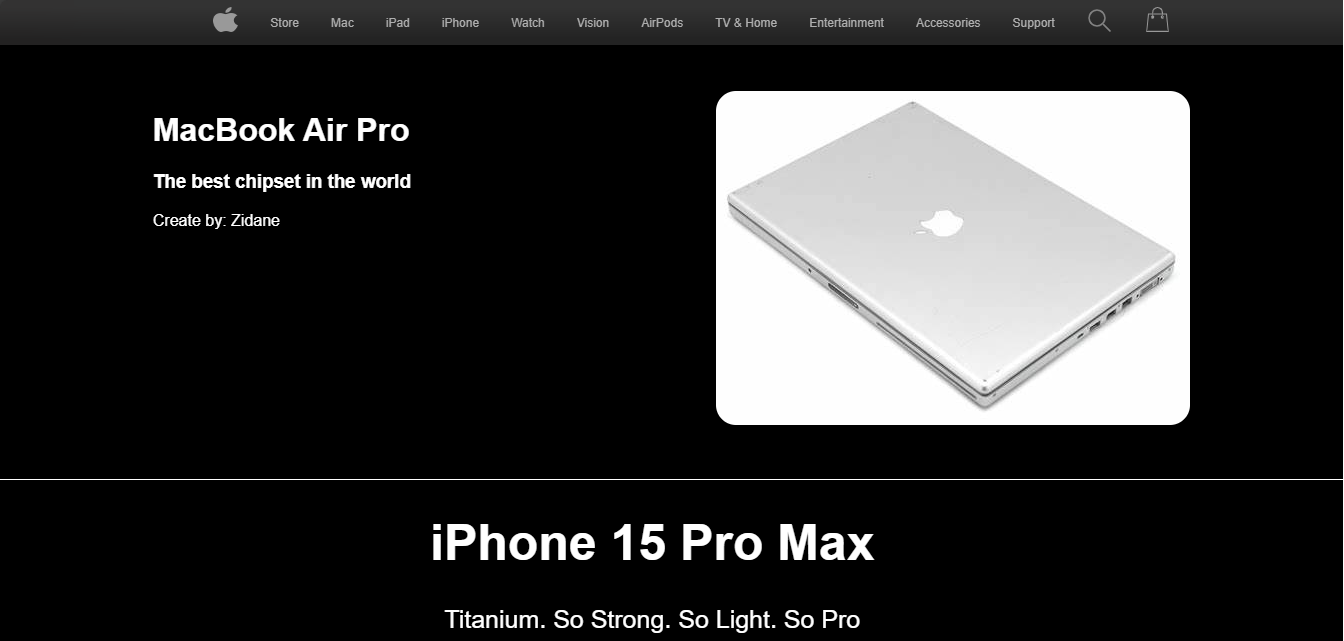 Store Mac iPad iPhone Watch Vision AirPods TV & Home Entertainment Accessories Support
MacBook Air Pro
The best chipset in the world
Create by: Zidane
iPhone 15 Pro Max
Titanium. So Strong. So Light. So Pro